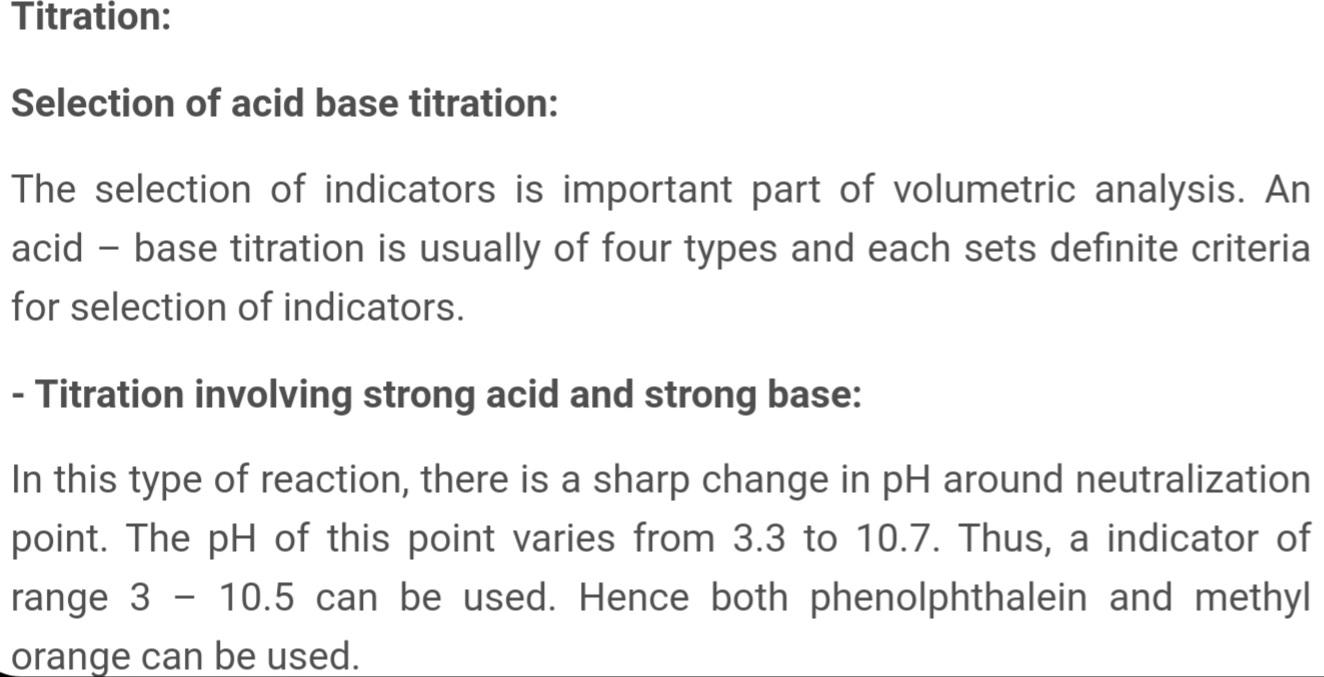 Titration:
Selection of acid base titration:
The selection of indicators is important part of volumetric analysis. An
acid – base titration is usually of four types and each sets definite criteria
for selection of indicators.
- Titration involving strong acid and strong base:
In this type of reaction, there is a sharp change in pH around neutralization
point. The pH of this point varies from 3.3 to 10.7. Thus, a indicator of
range 3 – 10.5 can be used. Hence both phenolphthalein and methyl
orange can be used.